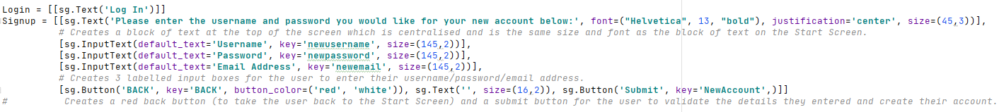 Login = [[sg.Text('Log In')]]
Signup = [[sg.Text('Please enter the username and password you would like for your new account below:', font=("Helvetica", 13, "bold"), justification='center', size=(45,3))],
# Creates a block of text at the top of the screen which is centralised and is the same size and font as the block of text on the Start Screen.
[sg.InputText(default_text='Username', key='newusername', size=(145,2))],
[sg.InputText(default_text='Password', key='newpassword', size=(145,2))],
[sg.InputText(default_text='Email Address', key='newemail', size=(145,2))],
# Creates 3 labelled input boxes for the user to enter their username/password/email address.
[sg.Button('BACK', key='BACK', button_color=('red', 'white')), sg.Text('', size=(16,2)), sg.Button('Submit', key='NewAccount',)]]
# Creates a red back button (to take the user back to the Start Screen) and a submit button for the user to validate the details they entered and create their account.